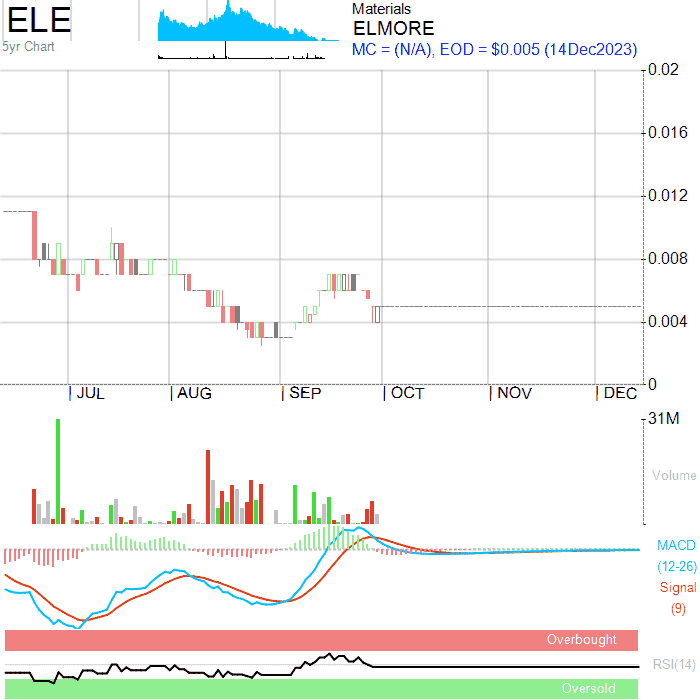 ELE
5yr Chart
Materials
ELMORE
MC = (N/A), EOD = $0.005 (14Dec2023)
0.02
0.016
0.012
0.008
0.004
0
JUL AUG SEP OCT NOV DEC
31M
Volume
MACD
(12-26)
Signal
(9)
Overbought
RSI(14)
Oversold